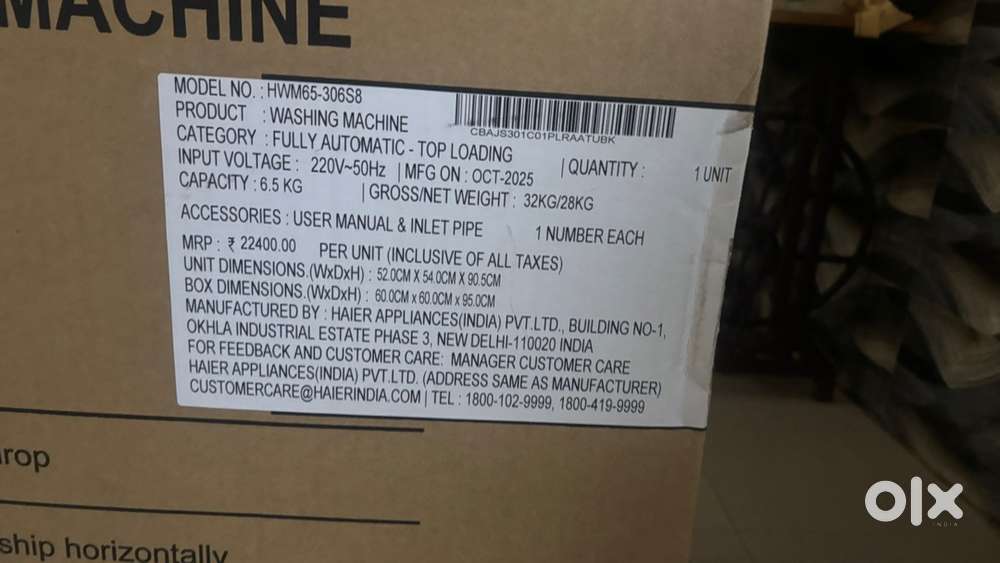 MACHINE
MODEL NO. : HWM65-306S8
PRODUCT : WASHING MACHINE
CBAJS301C01PLRAATUBK
CATEGORY : FULLY AUTOMATIC - TOP LOADING
INPUT VOLTAGE : 220V~50Hz | MFG ON : OCT-2025 | QUANTITY : 1 UNIT
CAPACITY : 6.5 KG | GROSS/NET WEIGHT : 32KG/28KG
ACCESSORIES : USER MANUAL & INLET PIPE 1 NUMBER EACH
MRP : ₹ 22400.00 PER UNIT (INCLUSIVE OF ALL TAXES)
UNIT DIMENSIONS.(WxDxH) : 52.0CM X 54.0CM X 90.5CM
BOX DIMENSIONS.(WxDxH) : 60.0CM x 60.0CM x 95.0CM
MANUFACTURED BY : HAIER APPLIANCES(INDIA) PVT.LTD., BUILDING NO-1,
OKHLA INDUSTRIAL ESTATE PHASE 3, NEW DELHI-110020 INDIA
FOR FEEDBACK AND CUSTOMER CARE: MANAGER CUSTOMER CARE
HAIER APPLIANCES(INDIA) PVT.LTD. (ADDRESS SAME AS MANUFACTURER)
CUSTOMERCARE@HAIERINDIA.COM | TEL : 1800-102-9999, 1800-419-9999
drop
ship horizontally
olx
INDIA